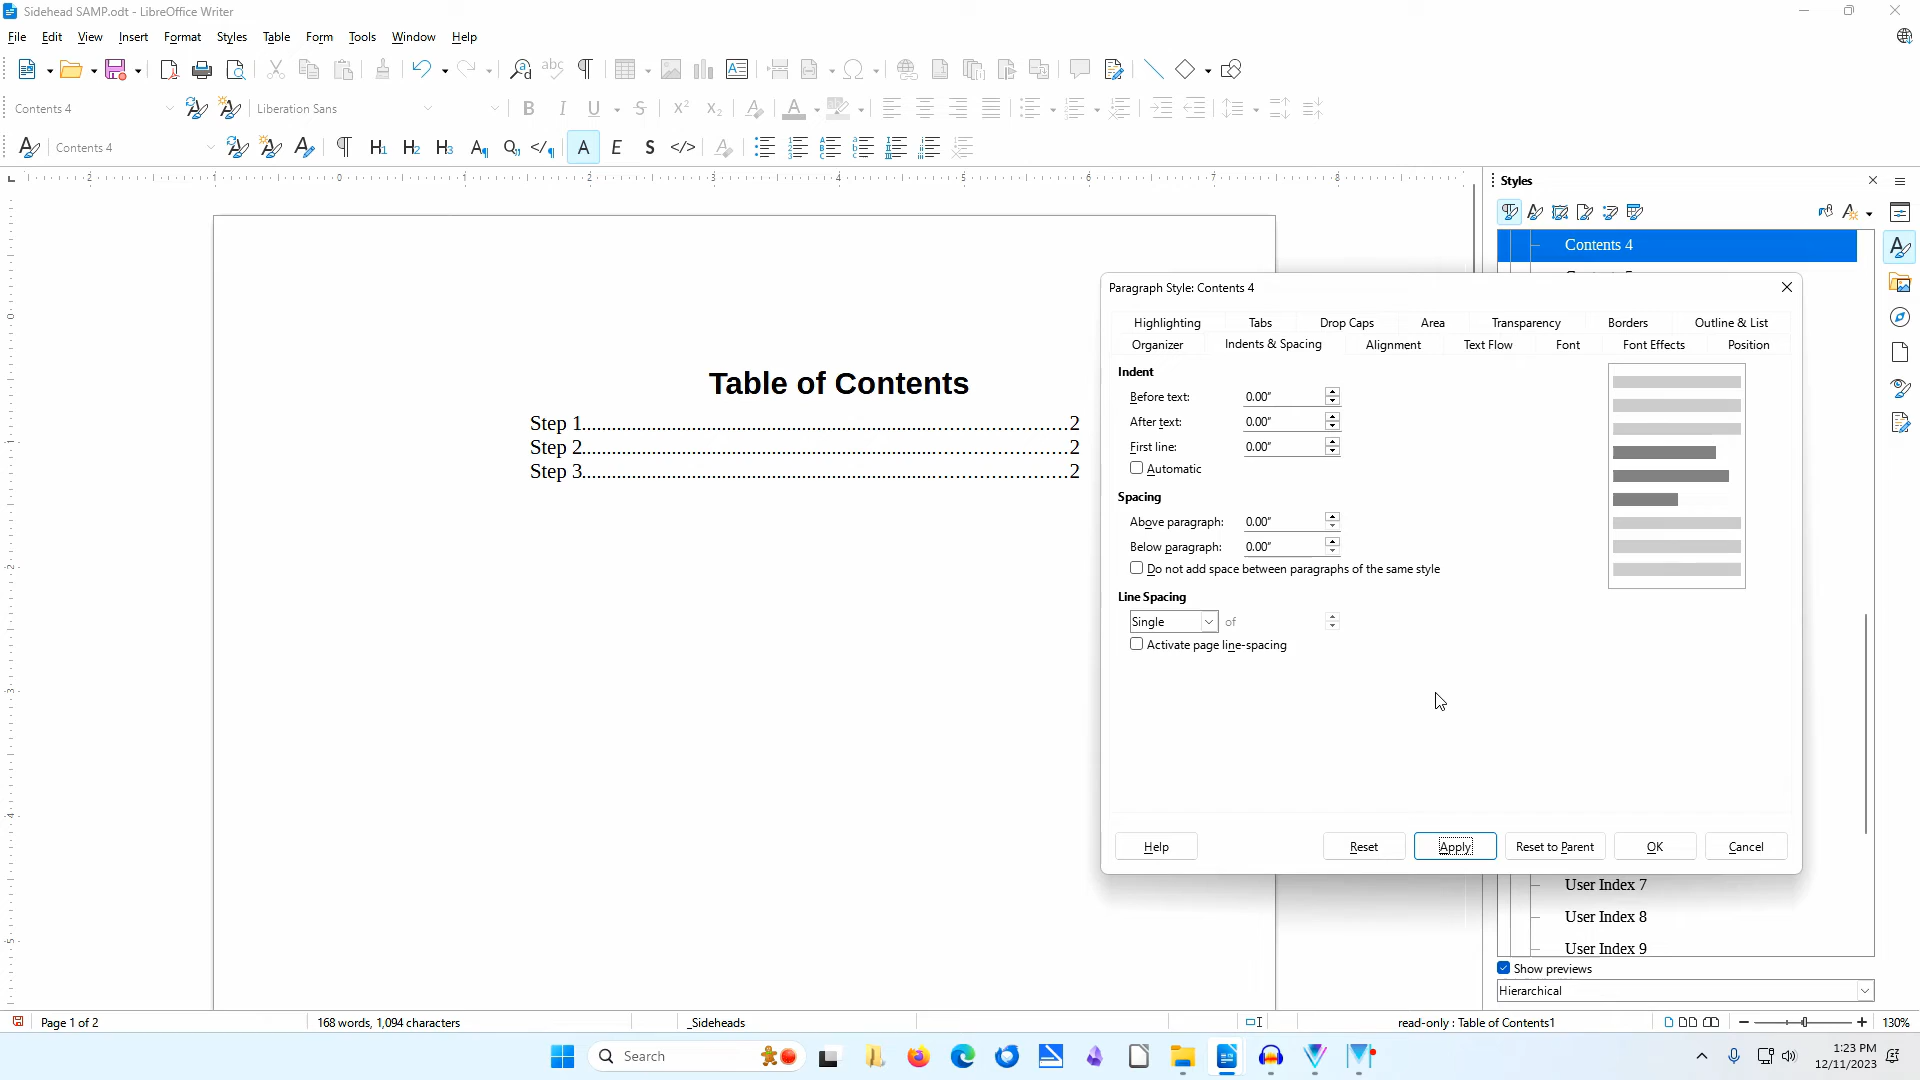 Sidehead SAMP.odt - LibreOffice Writer
File Edit View Insert Format Styles Table Form Tools Window Help
Contents 4 Liberation Sans
Contents 4
Styles
Contents 4
Paragraph Style: Contents 4
Highlighting Tabs Drop Caps Area Transparency Borders Outline & List
Organizer Indents & Spacing Alignment Text Flow Font Font Effects Position
Indent
Before text: 0.00"
After text: 0.00"
First line: 0.00"
Automatic
Spacing
Above paragraph: 0.00"
Below paragraph: 0.00"
Do not add space between paragraphs of the same style
Line Spacing
Single of
Activate page line-spacing
Help Reset Apply Reset to Parent OK Cancel
Table of Contents
Step 1..............................................................................................2
Step 2..............................................................................................2
Step 3..............................................................................................2
User Index 7
User Index 8
User Index 9
Show previews
Hierarchical
Page 1 of 2 168 words, 1,094 characters _Sideheads read-only : Table of Contents1 130%
Search
1:23 PM
12/11/2023